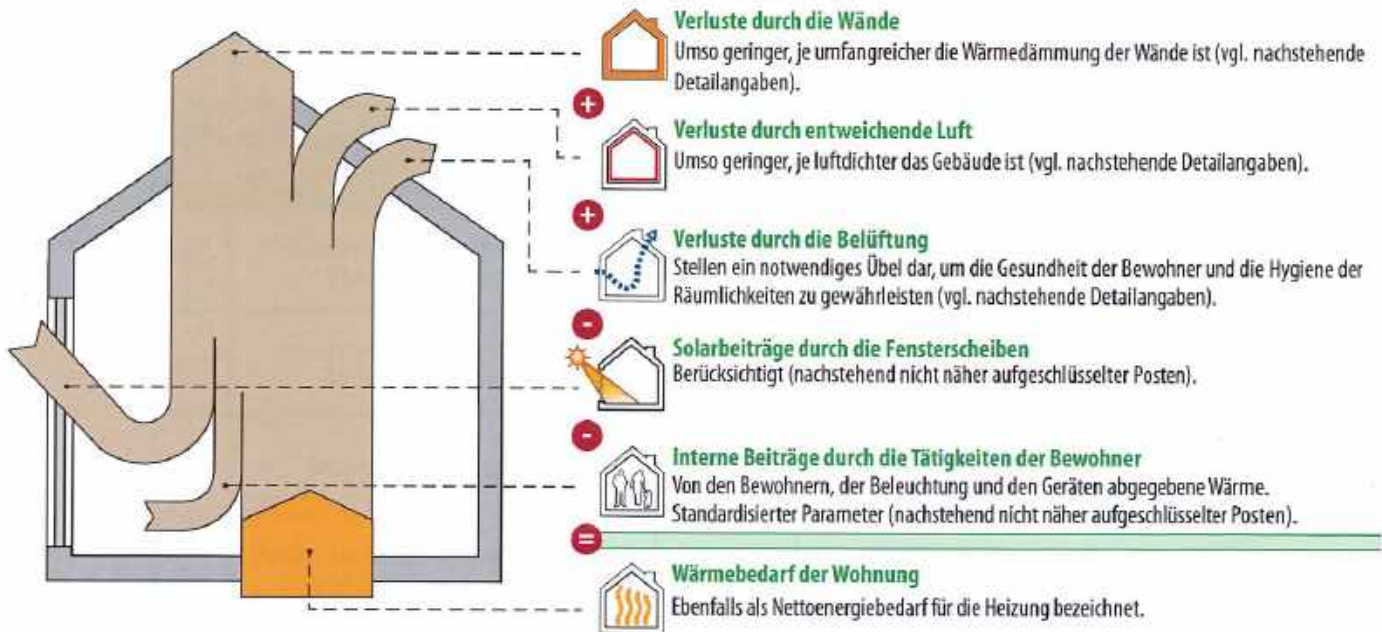 Verluste durch die Wände
Umso geringer, je umfangreicher die Wärmedämmung der Wände ist (vgl. nachstehende
Detailangaben).
+
Verluste durch entweichende Luft
Umso geringer, je luftdichter das Gebäude ist (vgl. nachstehende Detailangaben).
+
Verluste durch die Belüftung
Stellen ein notwendiges Übel dar, um die Gesundheit der Bewohner und die Hygiene der
Räumlichkeiten zu gewährleisten (vgl. nachstehende Detailangaben).
-
Solarbeiträge durch die Fensterscheiben
Berücksichtigt (nachstehend nicht näher aufgeschlüsselter Posten).
-
Interne Beiträge durch die Tätigkeiten der Bewohner
Von den Bewohnern, der Beleuchtung und den Geräten abgegebene Wärme.
Standardisierter Parameter (nachstehend nicht näher aufgeschlüsselter Posten).
=
Wärmebedarf der Wohnung
Ebenfalls als Nettoenergiebedarf für die Heizung bezeichnet.